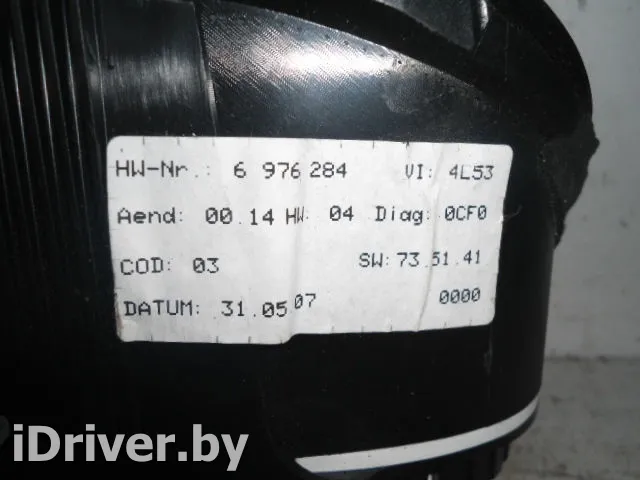 HW-Nr.: 6 976 284 VI: 4L53
Aend: 00.14 HW: 04 Diag: 0CF0
COD: 03 SW: 73.51.41
DATUM: 31.05 07 0000
iDriver.by